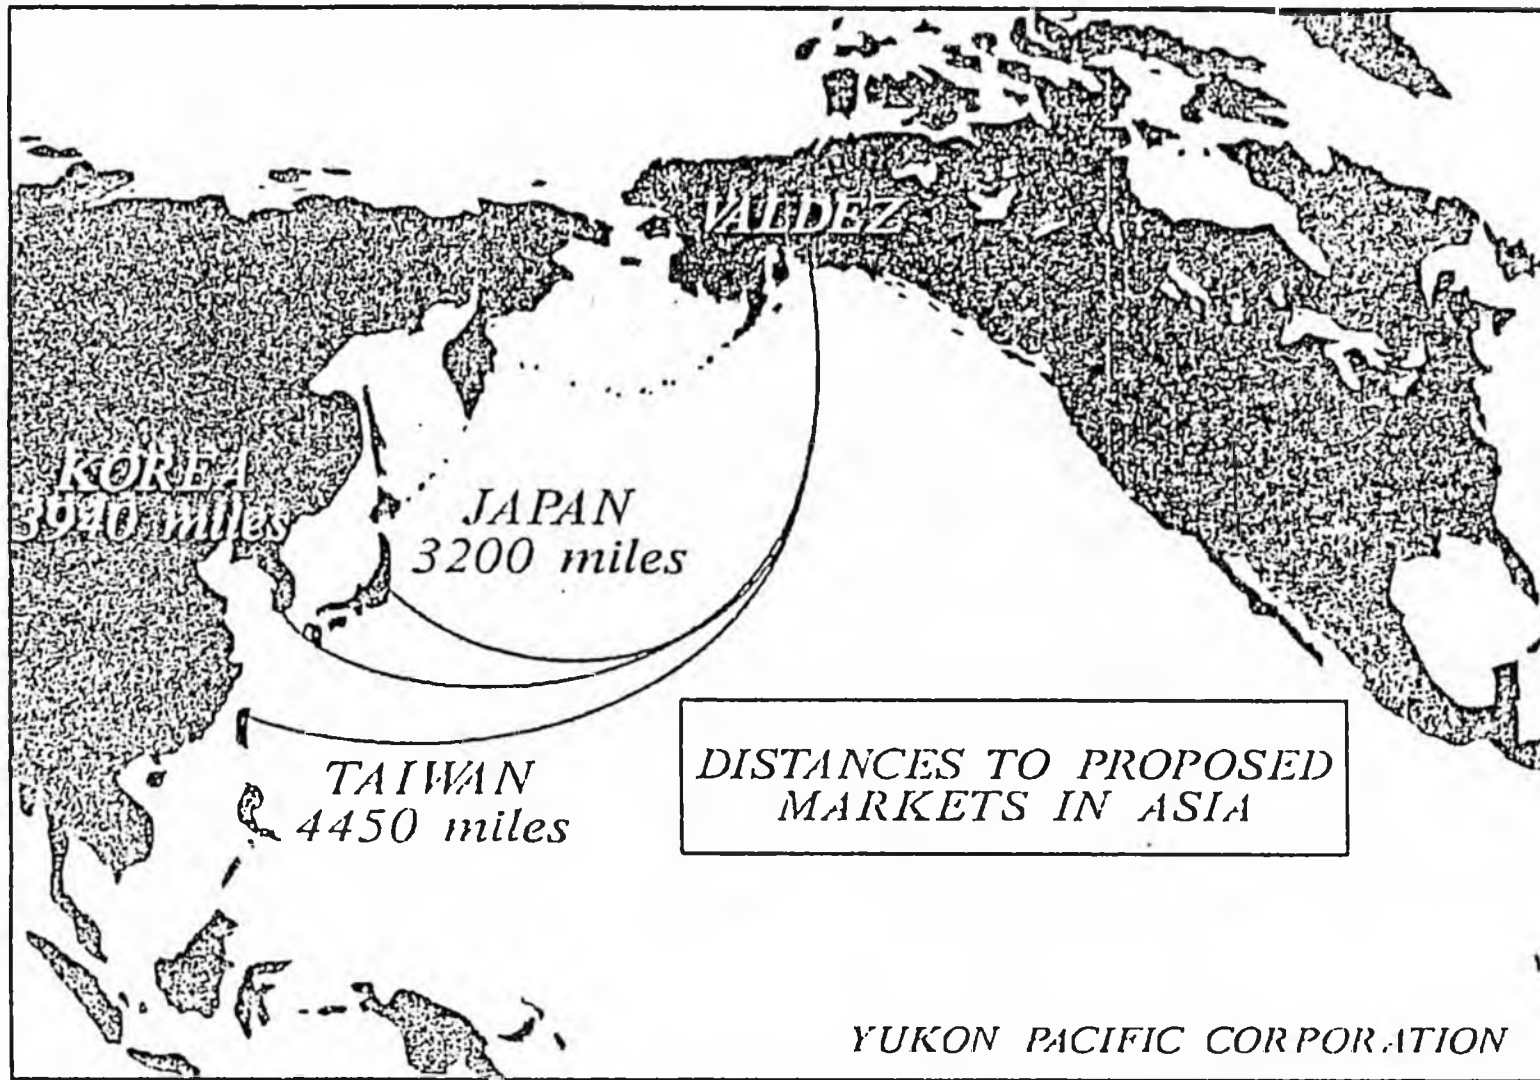 VALDEZ
KOREA
3940 miles
JAPAN
3200 miles
TAIWAN
4450 miles
DISTANCES TO PROPOSED
MARKETS IN ASIA
YUKON PACIFIC CORPORATION